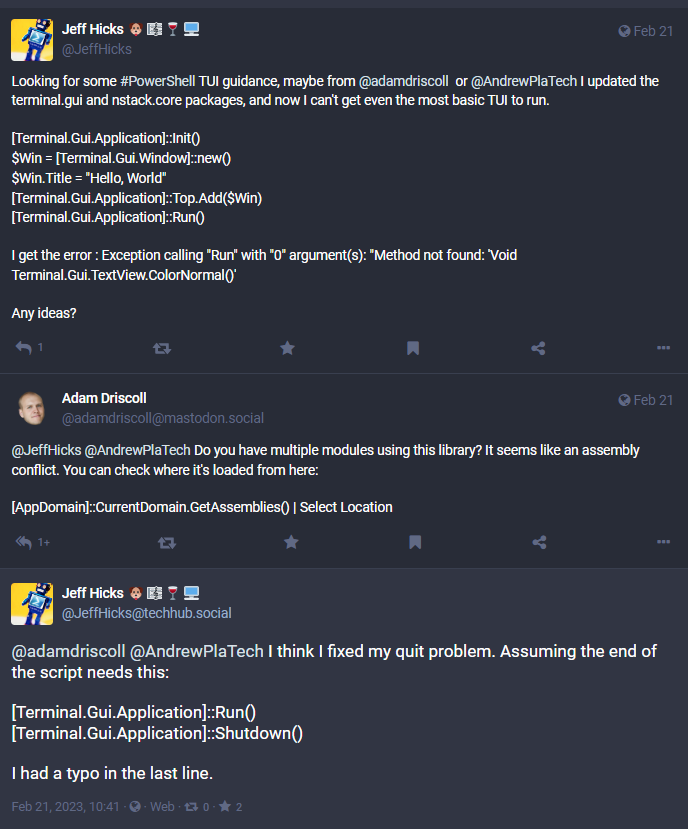 Jeff Hicks
Feb 21
@JeffHicks
Looking for some #PowerShell TUI guidance, maybe from @adamdriscoll or @AndrewPlaTech I updated the
terminal.gui and nstack.core packages, and now I can't get even the most basic TUI to run.
[Terminal.Gui.Application]::Init()
$Win = [Terminal.Gui.Window]::new()
$Win.Title = "Hello, World"
[Terminal.Gui.Application]::Top.Add($Win)
[Terminal.Gui.Application]::Run()
I get the error : Exception calling "Run" with "0" argument(s): "Method not found: 'Void
Terminal.Gui.TextView.ColorNormal()'
Any ideas?
1
Adam Driscoll
Feb 21
@adamdriscoll@mastodon.social
@JeffHicks @AndrewPlaTech Do you have multiple modules using this library? It seems like an assembly
conflict. You can check where it's loaded from here:
[AppDomain]::CurrentDomain.GetAssemblies() | Select Location
1+
Jeff Hicks
@JeffHicks@techhub.social
@adamdriscoll @AndrewPlaTech I think I fixed my quit problem. Assuming the end of
the script needs this:
[Terminal.Gui.Application]::Run()
[Terminal.Gui.Application]::Shutdown()
I had a typo in the last line.
Feb 21, 2023, 10:41 · Web · 0 · 2